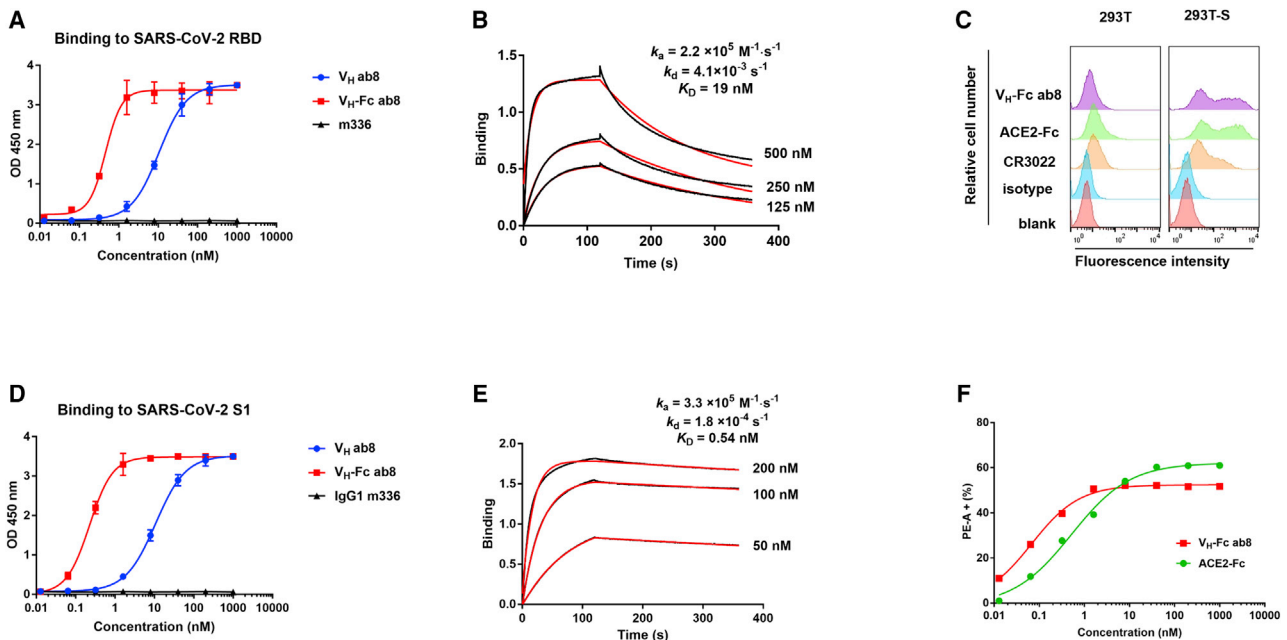 A
Binding to SARS-CoV-2 RBD
OD 450 nm
4
3
2
1
0
0.01 0.1 1 10 100 1000 10000
Concentration (nM)
VH ab8
VH-Fc ab8
m336
B
ka = 2.2 ×10⁵ M⁻¹·s⁻¹
kd = 4.1×10⁻³ s⁻¹
KD = 19 nM
Binding
1.5
1.0
0.5
0.0
0 100 200 300 400
Time (s)
500 nM
250 nM
125 nM
C
293T 293T-S
Relative cell number
VH-Fc ab8
ACE2-Fc
CR3022
isotype
blank
10⁰ 10² 10⁴ 10⁰ 10² 10⁴
Fluorescence intensity
D
Binding to SARS-CoV-2 S1
OD 450 nm
4
3
2
1
0
0.01 0.1 1 10 100 1000 10000
Concentration (nM)
VH ab8
VH-Fc ab8
IgG1 m336
E
ka = 3.3 ×10⁵ M⁻¹·s⁻¹
kd = 1.8 ×10⁻⁴ s⁻¹
KD = 0.54 nM
Binding
2.0
1.5
1.0
0.5
0.0
0 100 200 300 400
Time (s)
200 nM
100 nM
50 nM
F
PE-A + (%)
80
60
40
20
0
0.01 0.1 1 10 100 1000 10000
Concentration (nM)
VH-Fc ab8
ACE2-Fc